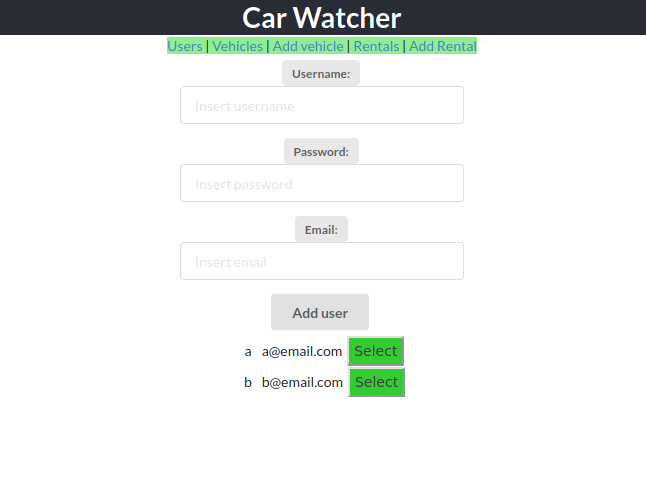 Car Watcher
Users | Vehicles | Add vehicle | Rentals | Add Rental
Username:
Insert username
Password:
Insert password
Email:
Insert email
Add user
a a@email.com Select
b b@email.com Select